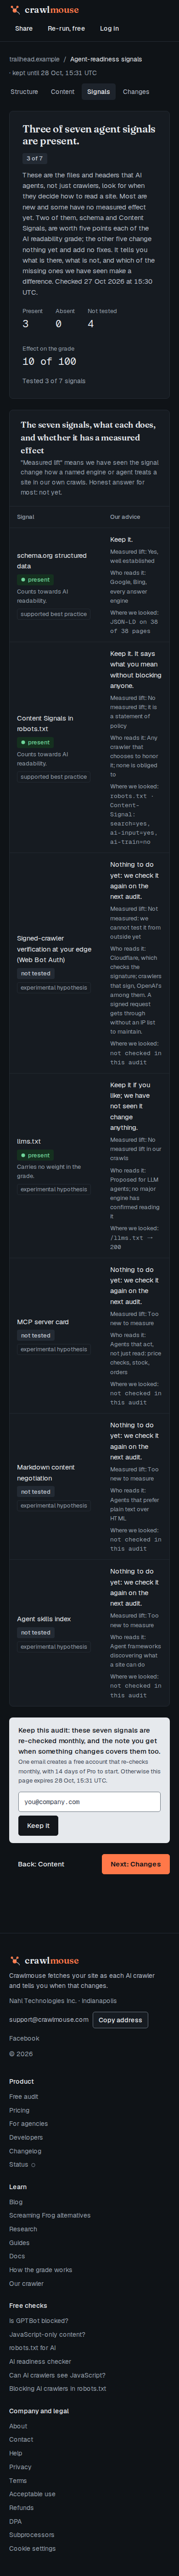 crawlmouse
Share
Re-run, free
Log in
trailhead.example / Agent-readiness signals
· kept until 28 Oct, 15:31 UTC
Structure
Content
Signals
Changes
Three of seven agent signals
are present.
3 of 7
These are the files and headers that AI
agents, not just crawlers, look for when
they decide how to read a site. Most are
new and some have no measured effect
yet. Two of them, schema and Content
Signals, are worth five points each of the
AI readability grade; the other five change
nothing yet and add no fixes. It tells you
what is there, what is not, and which of the
missing ones we have seen make a
difference. Checked 27 Oct 2026 at 15:30
UTC.
Present
Absent
Not tested
3
0
4
Effect on the grade
10 of 100
Tested 3 of 7 signals
The seven signals, what each does,
and whether it has a measured
effect
"Measured lift" means we have seen the signal
change how a named engine or agent treats a
site in our own crawls. Honest answer for
most: not yet.
Signal
Our advice
schema.org structured
data
present
Counts towards AI
readability.
supported best practice
Keep it.
Measured lift: Yes,
well established
Who reads it:
Google, Bing,
every answer
engine
Where we looked:
JSON-LD on 38
of 38 pages
Content Signals in
robots.txt
present
Counts towards AI
readability.
supported best practice
Keep it. It says
what you mean
without blocking
anyone.
Measured lift: No
measured lift; it is
a statement of
policy
Who reads it: Any
crawler that
chooses to honor
it; none is obliged
to
Where we looked:
robots.txt ·
Content-
Signal:
search=yes,
ai-input=yes,
ai-train=no
Signed-crawler
verification at your edge
(Web Bot Auth)
not tested
experimental hypothesis
Nothing to do
yet: we check it
again on the
next audit.
Measured lift: Not
measured: we
cannot test it from
outside yet
Who reads it:
Cloudflare, which
checks the
signature; crawlers
that sign, OpenAI's
among them. A
signed request
gets through
without an IP list
to maintain.
Where we looked:
not checked in
this audit
llms.txt
present
Carries no weight in the
grade.
experimental hypothesis
Keep it if you
like; we have
not seen it
change
anything.
Measured lift: No
measured lift in our
crawls
Who reads it:
Proposed for LLM
agents; no major
engine has
confirmed reading
it
Where we looked:
/llms.txt →
200
MCP server card
not tested
experimental hypothesis
Nothing to do
yet: we check it
again on the
next audit.
Measured lift: Too
new to measure
Who reads it:
Agents that act,
not just read: price
checks, stock,
orders
Where we looked:
not checked in
this audit
Markdown content
negotiation
not tested
experimental hypothesis
Nothing to do
yet: we check it
again on the
next audit.
Measured lift: Too
new to measure
Who reads it:
Agents that prefer
plain text over
HTML
Where we looked:
not checked in
this audit
Agent skills index
not tested
experimental hypothesis
Nothing to do
yet: we check it
again on the
next audit.
Measured lift: Too
new to measure
Who reads it:
Agent frameworks
discovering what
a site can do
Where we looked:
not checked in
this audit
Keep this audit: these seven signals are
re-checked monthly, and the note you get
when something changes covers them too.
One email creates a free account that re-checks
monthly, with 14 days of Pro to start. Otherwise this
page expires 28 Oct, 15:31 UTC.
you@company.com
Keep it
Back: Content
Next: Changes
crawlmouse
Crawlmouse fetches your site as each AI crawler
and tells you when that changes.
Nahl Technologies Inc. · Indianapolis
support@crawlmouse.com
Copy address
Facebook
© 2026
Product
Free audit
Pricing
For agencies
Developers
Changelog
Status
Learn
Blog
Screaming Frog alternatives
Research
Guides
Docs
How the grade works
Our crawler
Free checks
Is GPTBot blocked?
JavaScript-only content?
robots.txt for AI
AI readiness checker
Can AI crawlers see JavaScript?
Blocking AI crawlers in robots.txt
Company and legal
About
Contact
Help
Privacy
Terms
Acceptable use
Refunds
DPA
Subprocessors
Cookie settings